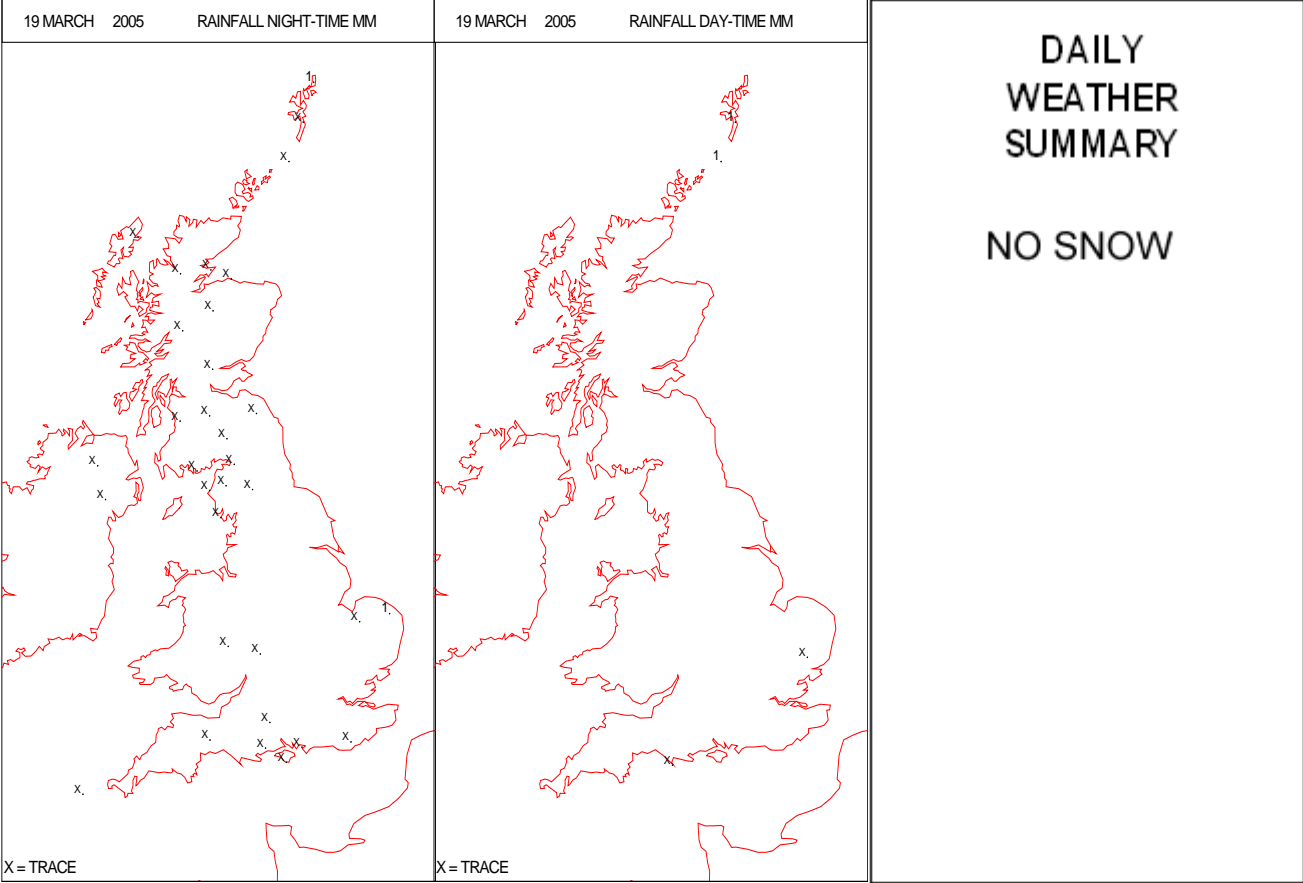 19 MARCH 2005 RAINFALL NIGHT-TIME MM
1
X.
X.
X.
X. X. X.
X.
X.
X.
X. X. X.
X.
X. X. X.
X. X. X.
X.
X.
1.
X.
X. X.
X.
X. X. X. X.
X.
X.
X = TRACE
19 MARCH 2005 RAINFALL DAY-TIME MM
1.
1.
X.
X.
X = TRACE
DAILY
WEATHER
SUMMARY
NO SNOW